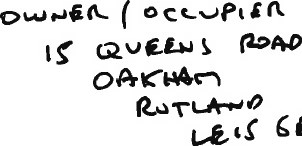 OWNER / OCCUPIER
15 QUEENS ROAD
OAKHAM
RUTLAND
LE15